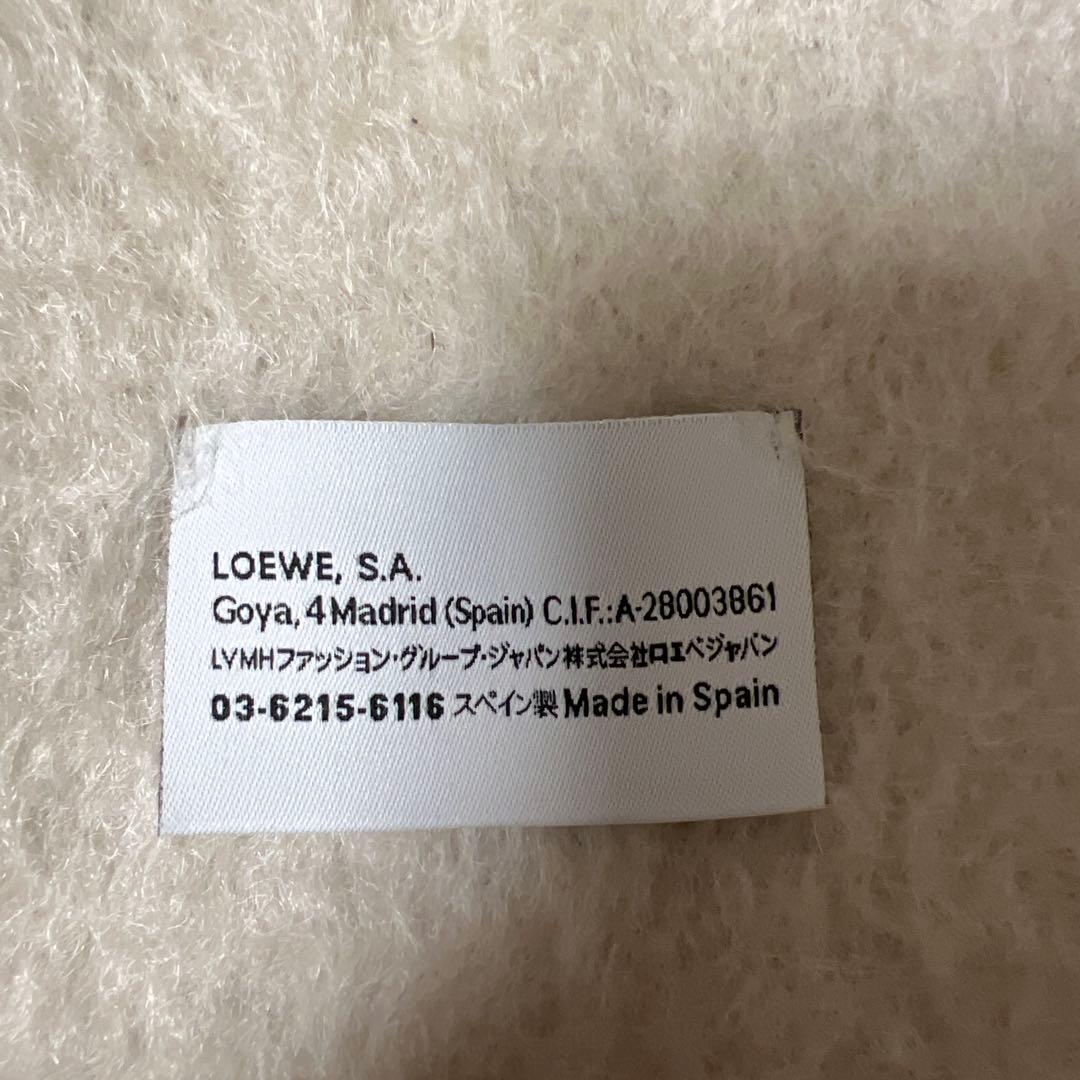 LOEWE, S.A.
Goya, 4 Madrid (Spain) C.I.F.:A-28003861
LVMHファッション・グループ・ジャパン株式会社ロエベジャパン
03-6215-6116 スペイン製 Made in Spain